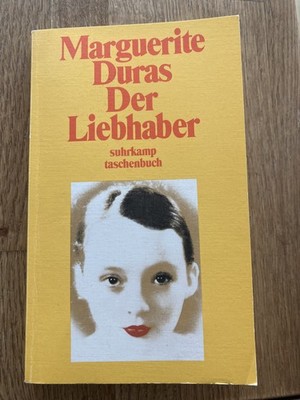 Marguerite
Duras
Der
Liebhaber
suhrkamp
taschenbuch